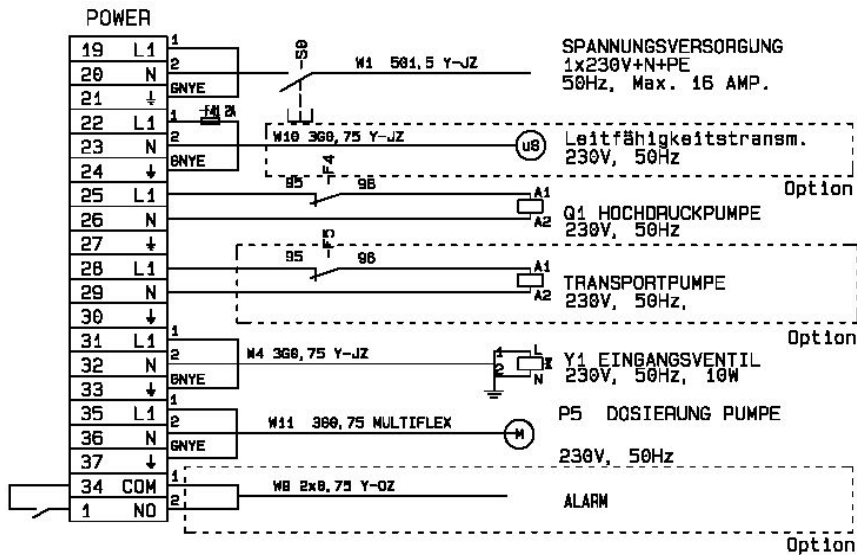 POWER
19 L1 1
20 N 2
21 GNYE
-S0
W1 5G1,5 Y-JZ
SPANNUNGSVERSORGUNG
1x230V+N+PE
50Hz, Max. 16 AMP.
22 L1 1 -F41 2A
23 N 2
24 GNYE
W10 3G0,75 Y-JZ
uS
Leitfähigkeitstransm.
230V, 50Hz
Option
25 L1
26 N
27
-F4
95 96
A1
A2
Q1 HOCHDRUCKPUMPE
230V, 50Hz
28 L1
29 N
30
-F5
95 96
A1
A2
TRANSPORTPUMPE
230V, 50Hz,
Option
31 L1 1
32 N 2
33 GNYE
W4 3G0,75 Y-JZ
1 L
2 N
Y1 EINGANGSVENTIL
230V, 50Hz, 10W
35 L1 1
36 N 2
37 GNYE
W11 3G0,75 MULTIFLEX
M
P5 DOSIERUNG PUMPE
230V, 50Hz
34 COM 1
1 NO 2
W8 2x0,75 Y-OZ
ALARM
Option